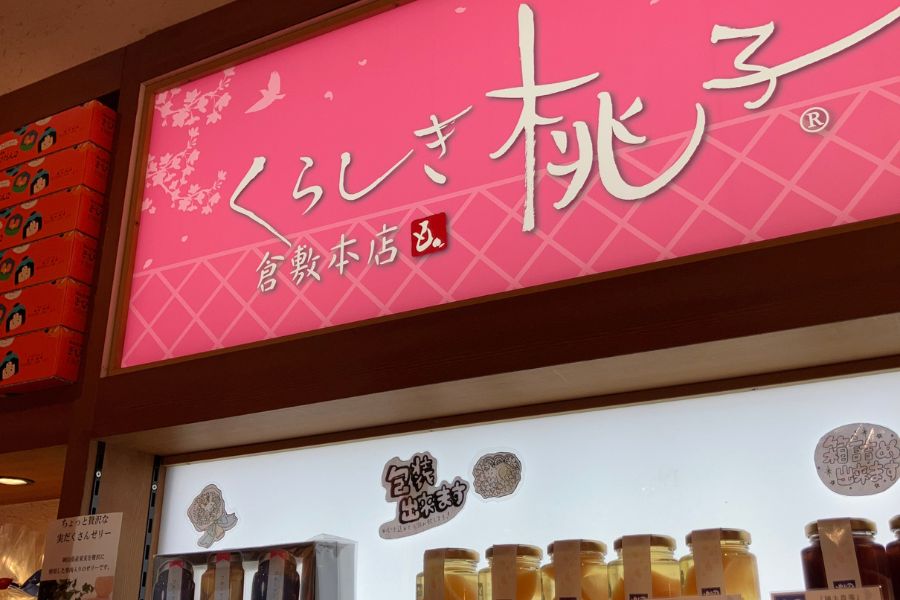 くらしき桃子®
倉敷本店
包装
出来ます
箱詰め
出来ます
ちょっと贅沢な
実だくさんゼリー